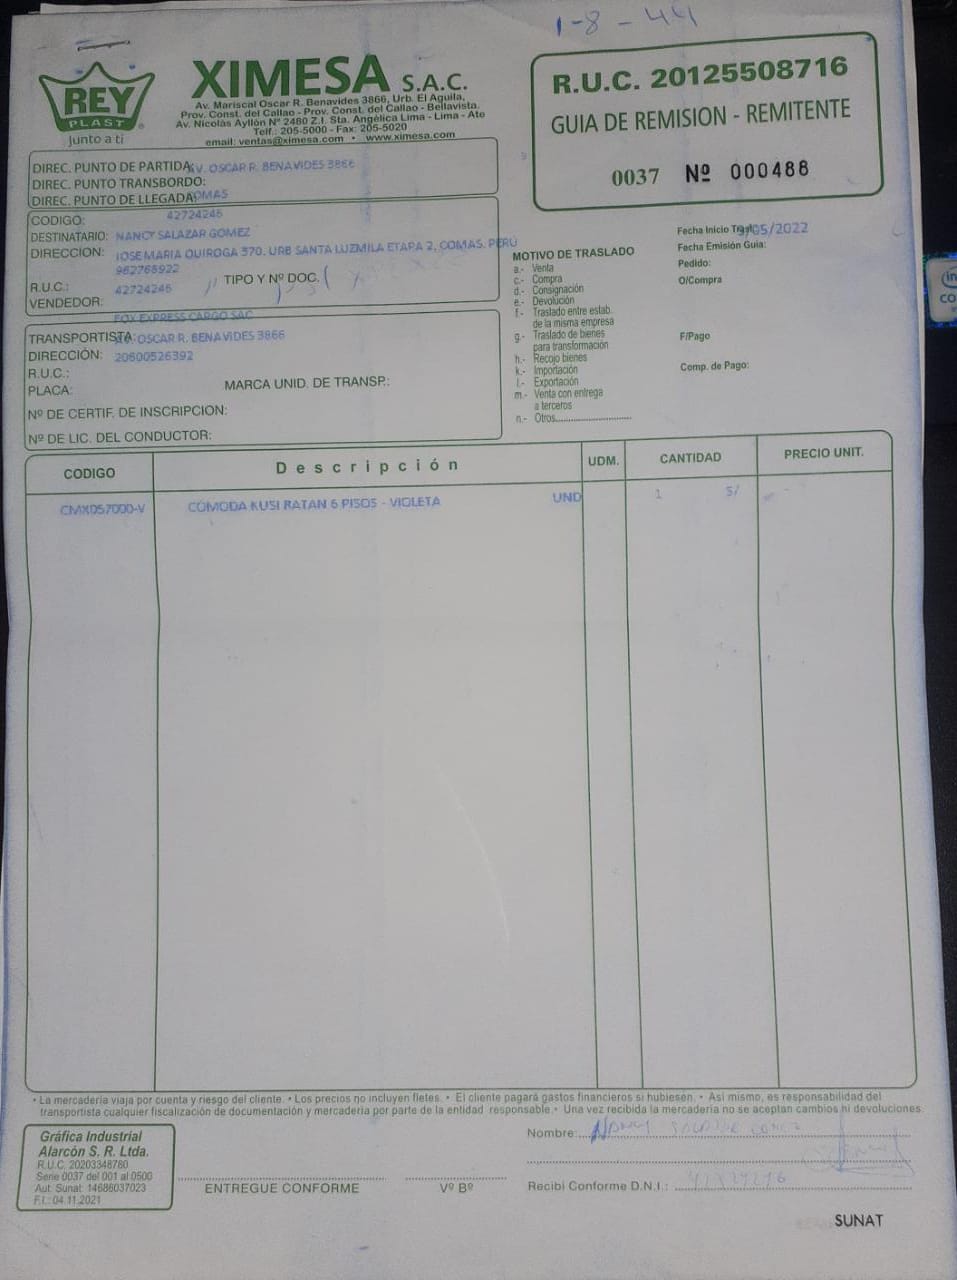 1-8-44
REY
PLAST
Junto a ti
XIMESA S.A.C.
Av. Mariscal Oscar R. Benavides 3866, Urb. El Aguila,
Prov. Const. del Callao - Prov. Const. del Callao - Bellavista.
Av. Nicolás Ayllón Nº 2480 Z.I. Sta. Angélica Lima - Lima - Ate
Telf.: 205-5000 - Fax: 205-5020
email: ventas@ximesa.com • www.ximesa.com
R.U.C. 20125508716
GUIA DE REMISION - REMITENTE
0037 Nº 000488
DIREC. PUNTO DE PARTIDA: AV. OSCAR R. BENAVIDES 3866
DIREC. PUNTO TRANSBORDO:
DIREC. PUNTO DE LLEGADA: COMAS
CODIGO: 42724246
DESTINATARIO: NANCY SALAZAR GOMEZ
DIRECCION: JOSE MARIA QUIROGA 370. URB SANTA LUZMILA ETAPA 2, COMAS. PERÚ
982768922
R.U.C.: 42724246 TIPO Y Nº DOC.
VENDEDOR:
FOX EXPRESS CARGO SAC
TRANSPORTISTA: AV. OSCAR R. BENAVIDES 3866
DIRECCIÓN: 20600526392
R.U.C.:
PLACA: MARCA UNID. DE TRANSP.:
Nº DE CERTIF. DE INSCRIPCION:
Nº DE LIC. DEL CONDUCTOR:
MOTIVO DE TRASLADO
a.- Venta
c.- Compra
d.- Consignación
e.- Devolución
f.- Traslado entre estab.
de la misma empresa
g.- Traslado de bienes
para transformación
h.- Recojo bienes
k.- Importación
l.- Exportación
m.- Venta con entrega
a terceros
n.- Otros
Fecha Inicio Trasl: 9/05/2022
Fecha Emisión Guia:
Pedido:
O/Compra
F/Pago
Comp. de Pago:
CODIGO Descripción UDM. CANTIDAD PRECIO UNIT.
CMX057000-V COMODA KUSI RATAN 6 PISOS - VIOLETA UND 1 S/ -
• La mercadería viaja por cuenta y riesgo del cliente. • Los precios no incluyen fletes. • El cliente pagará gastos financieros si hubiesen. • Asi mismo, es responsabilidad del
transportista cualquier fiscalización de documentación y mercadería por parte de la entidad responsable. • Una vez recibida la mercadería no se aceptan cambios ni devoluciones.
Gráfica Industrial
Alarcón S. R. Ltda.
R.U.C. 20203348780
Serie 0037 del 001 al 0500
Aut. Sunat: 14686037023
F.I.: 04.11.2021
ENTREGUE CONFORME
Vº Bº
Nombre: Nancy Salazar Gomez
Recibi Conforme D.N.I.: 42724246
SUNAT